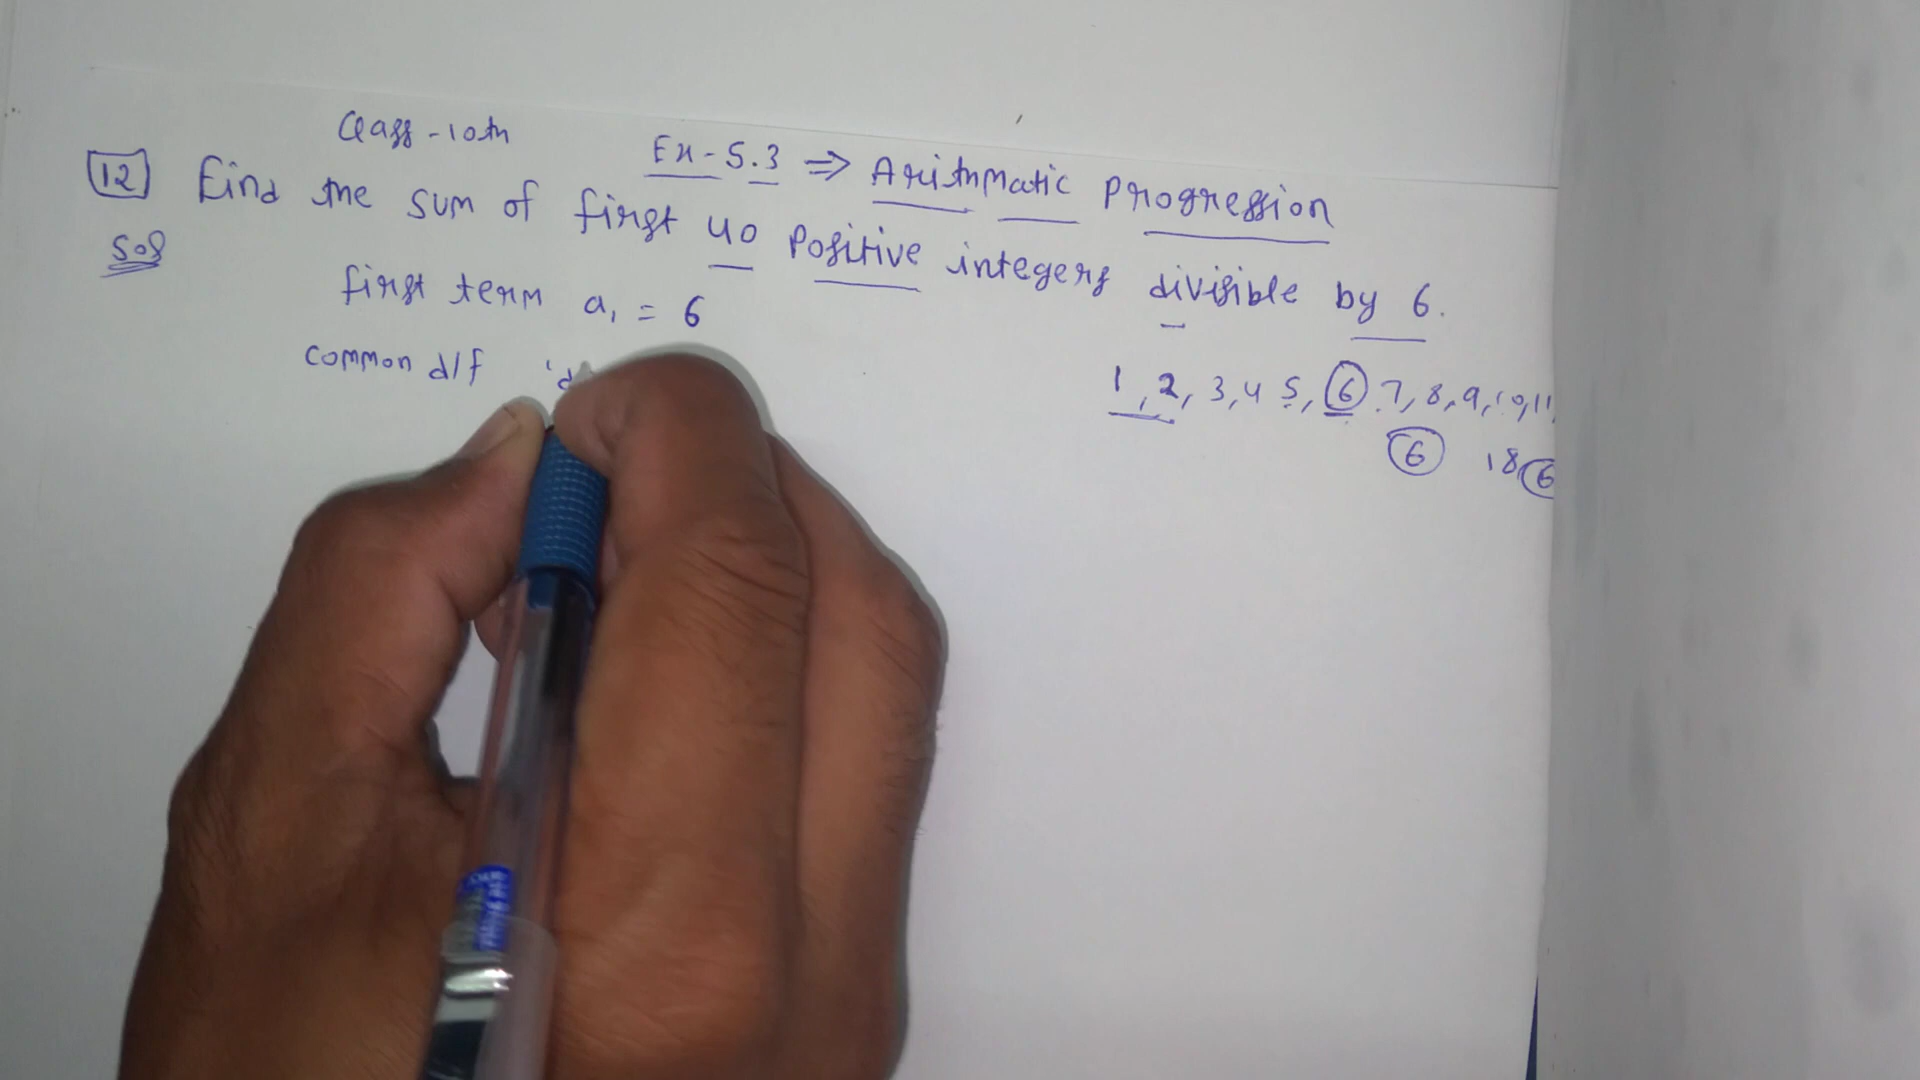 Class - 10th
Ex - 5.3 ⇒ Arithmatic Progression
12 Find the sum of first 40 Positive integers divisible by 6.
Sol
first term a₁ = 6
common d/f 'd
1, 2, 3, 4 5, 6 7, 8, 9, 10, 11,
6 18 6